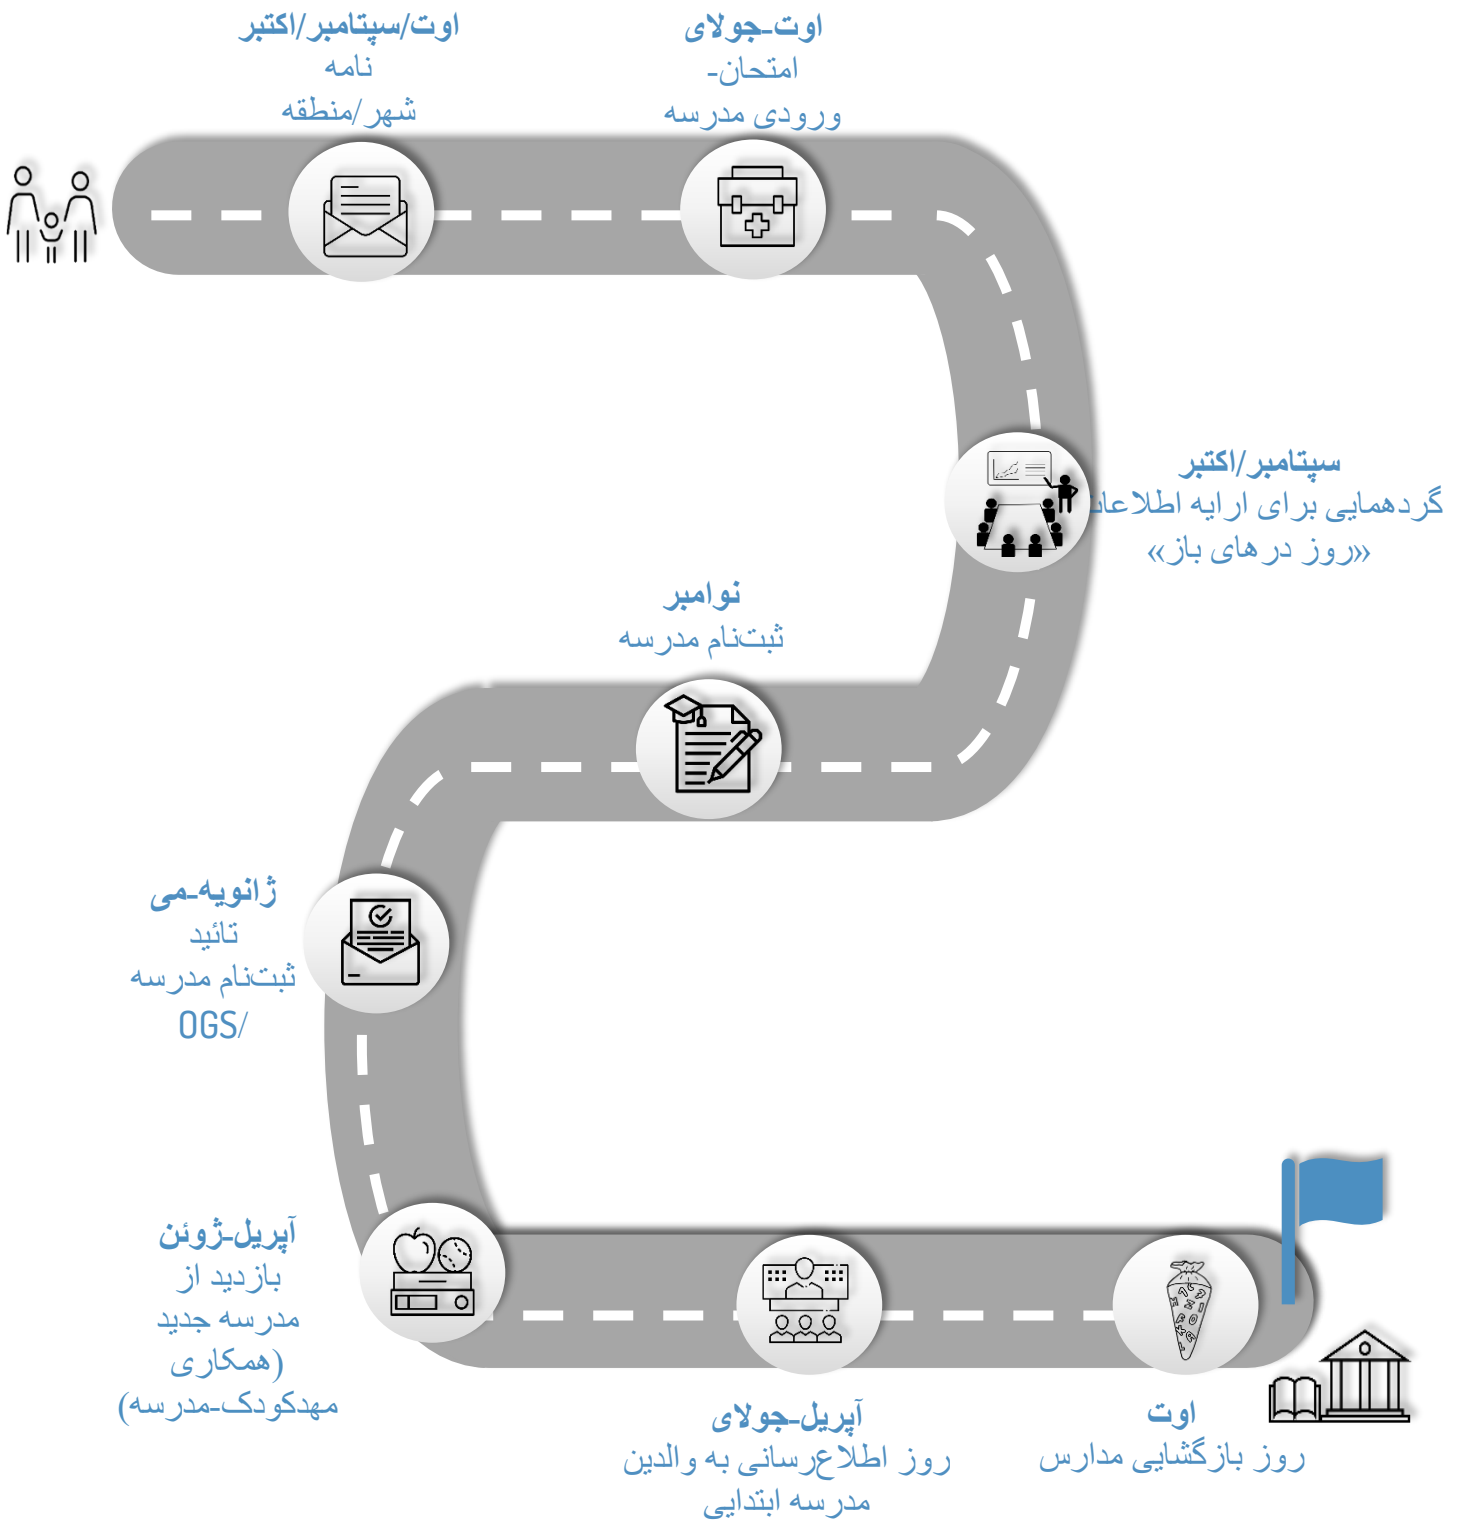 اوت/سپتامبر/اکتبر
نامه
شهر/منطقه
اوت-جولای
امتحان-
ورودی مدرسه
سپتامبر/اکتبر
گردهمایی برای ارایه اطلاعات
«روز درهای باز»
نوامبر
ثبت‌نام مدرسه
ژانویه-می
تائید
ثبت‌نام مدرسه
/OGS
آپریل-ژوئن
بازدید از
مدرسه جدید
(همکاری
مهدکودک-مدرسه)
آپریل-جولای
روز اطلاع‌رسانی به والدین
مدرسه ابتدایی
اوت
روز بازگشایی مدارس